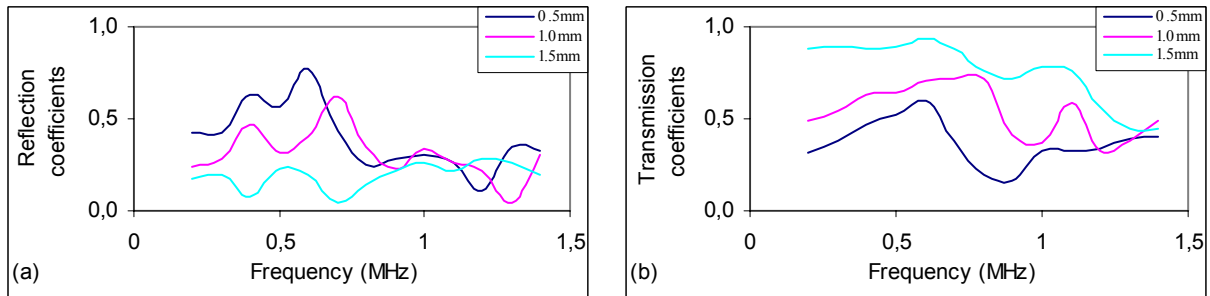 1,0
0,5
0,0
0
0,5
1
1,5
Reflection
coefficients
Frequency (MHz)
(a)
0 .5mm
1.0mm
1.5mm
1,0
0,5
0,0
0
0,5
1
1,5
Transmission
coefficients
Frequency (MHz)
(b)
0 .5mm
1.0mm
1.5mm